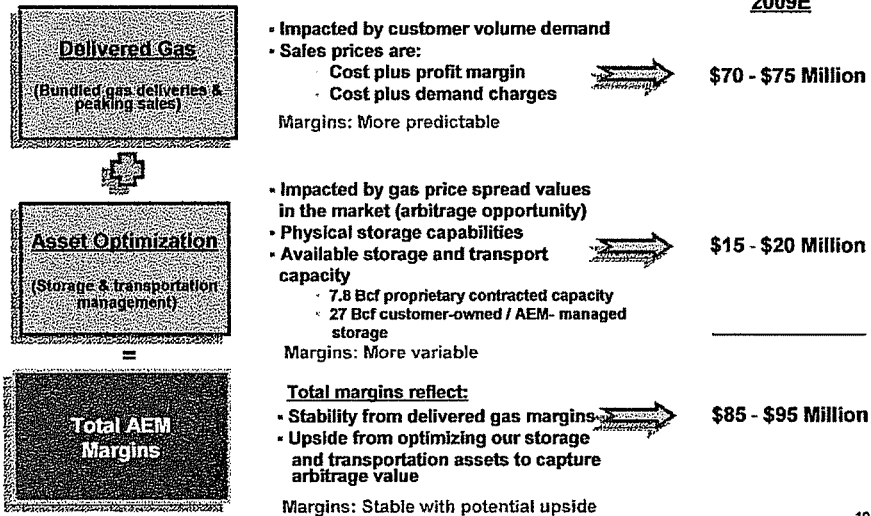 2009E
Delivered Gas
(Bundled gas deliveries &
peaking sales)
- Impacted by customer volume demand
- Sales prices are:
· Cost plus profit margin
· Cost plus demand charges
Margins: More predictable
$70 - $75 Million
Asset Optimization
(Storage & transportation
management)
- Impacted by gas price spread values
in the market (arbitrage opportunity)
- Physical storage capabilities
- Available storage and transport
capacity
· 7.8 Bcf proprietary contracted capacity
· 27 Bcf customer-owned / AEM- managed
storage
Margins: More variable
$15 - $20 Million
=
Total AEM
Margins
Total margins reflect:
- Stability from delivered gas margins
- Upside from optimizing our storage
and transportation assets to capture
arbitrage value
Margins: Stable with potential upside
$85 - $95 Million